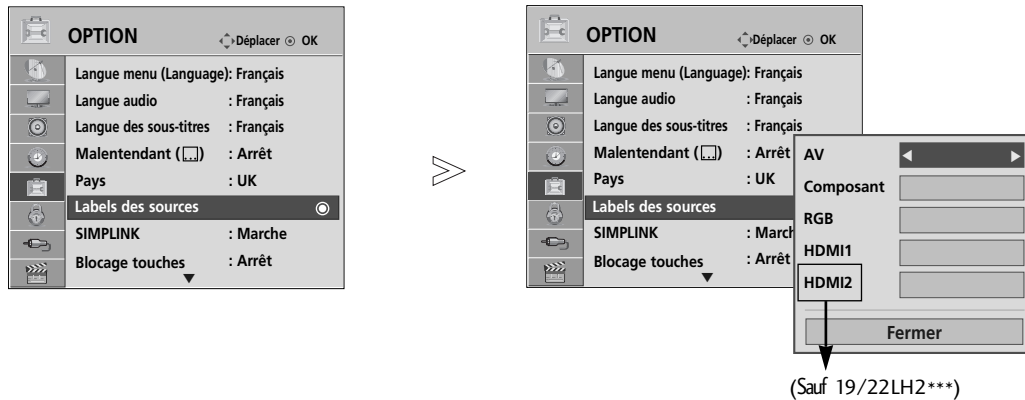 OPTION
Déplacer OK
Langue menu (Language): Français
Langue audio : Français
Langue des sous-titres : Français
Malentendant ( ) : Arrêt
Pays : UK
Labels des sources
SIMPLINK : Marche
Blocage touches : Arrêt
OPTION
Déplacer OK
Langue menu (Language): Français
Langue audio : Français
Langue des sous-titres : Français
Malentendant ( ) : Arrêt
Pays : UK
Labels des sources
SIMPLINK : March
Blocage touches : Arrêt
AV
Composant
RGB
HDMI1
HDMI2
Fermer
(Sauf 19/22LH2***)